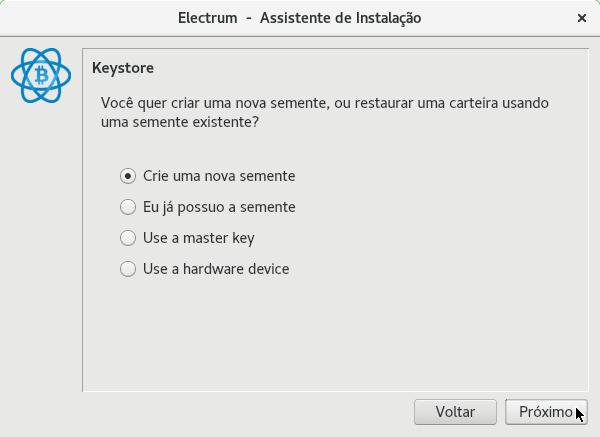 Electrum - Assistente de Instalação
Keystore
Você quer criar uma nova semente, ou restaurar uma carteira usando
uma semente existente?
Crie uma nova semente
Eu já possuo a semente
Use a master key
Use a hardware device
Voltar
Próximo